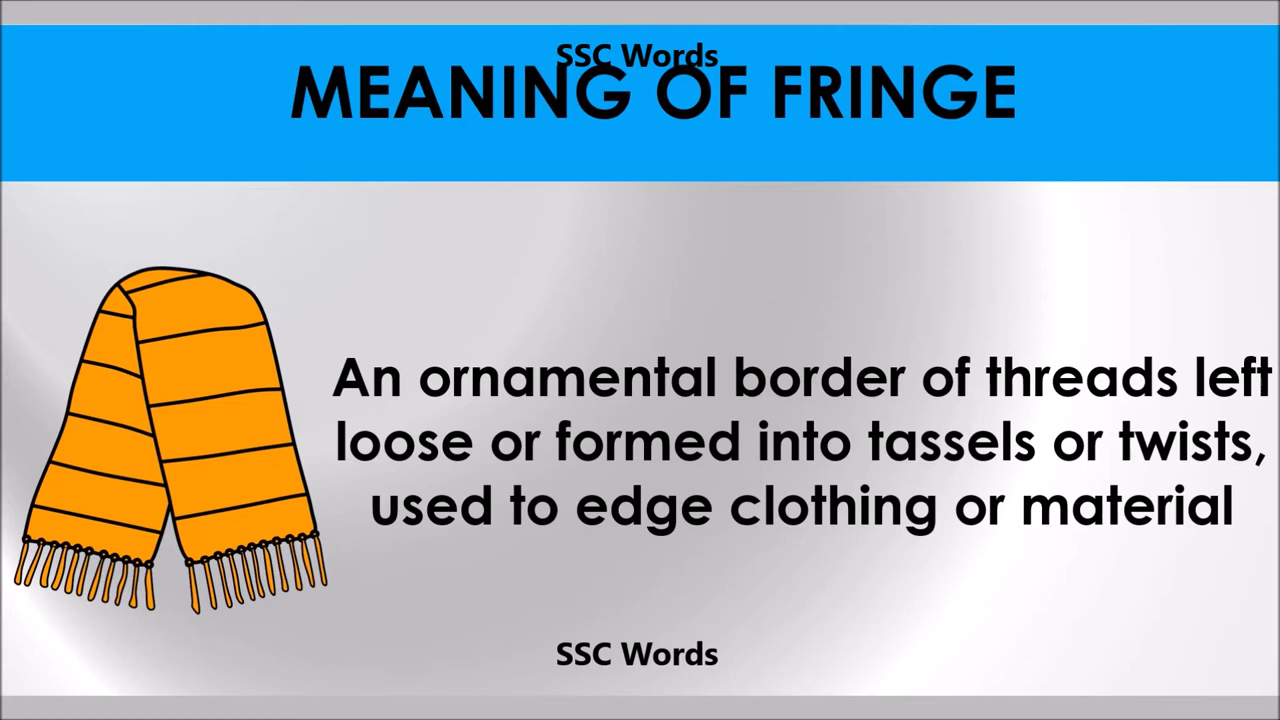 SSC Words
MEANING OF FRINGE
An ornamental border of threads left
loose or formed into tassels or twists,
used to edge clothing or material
SSC Words